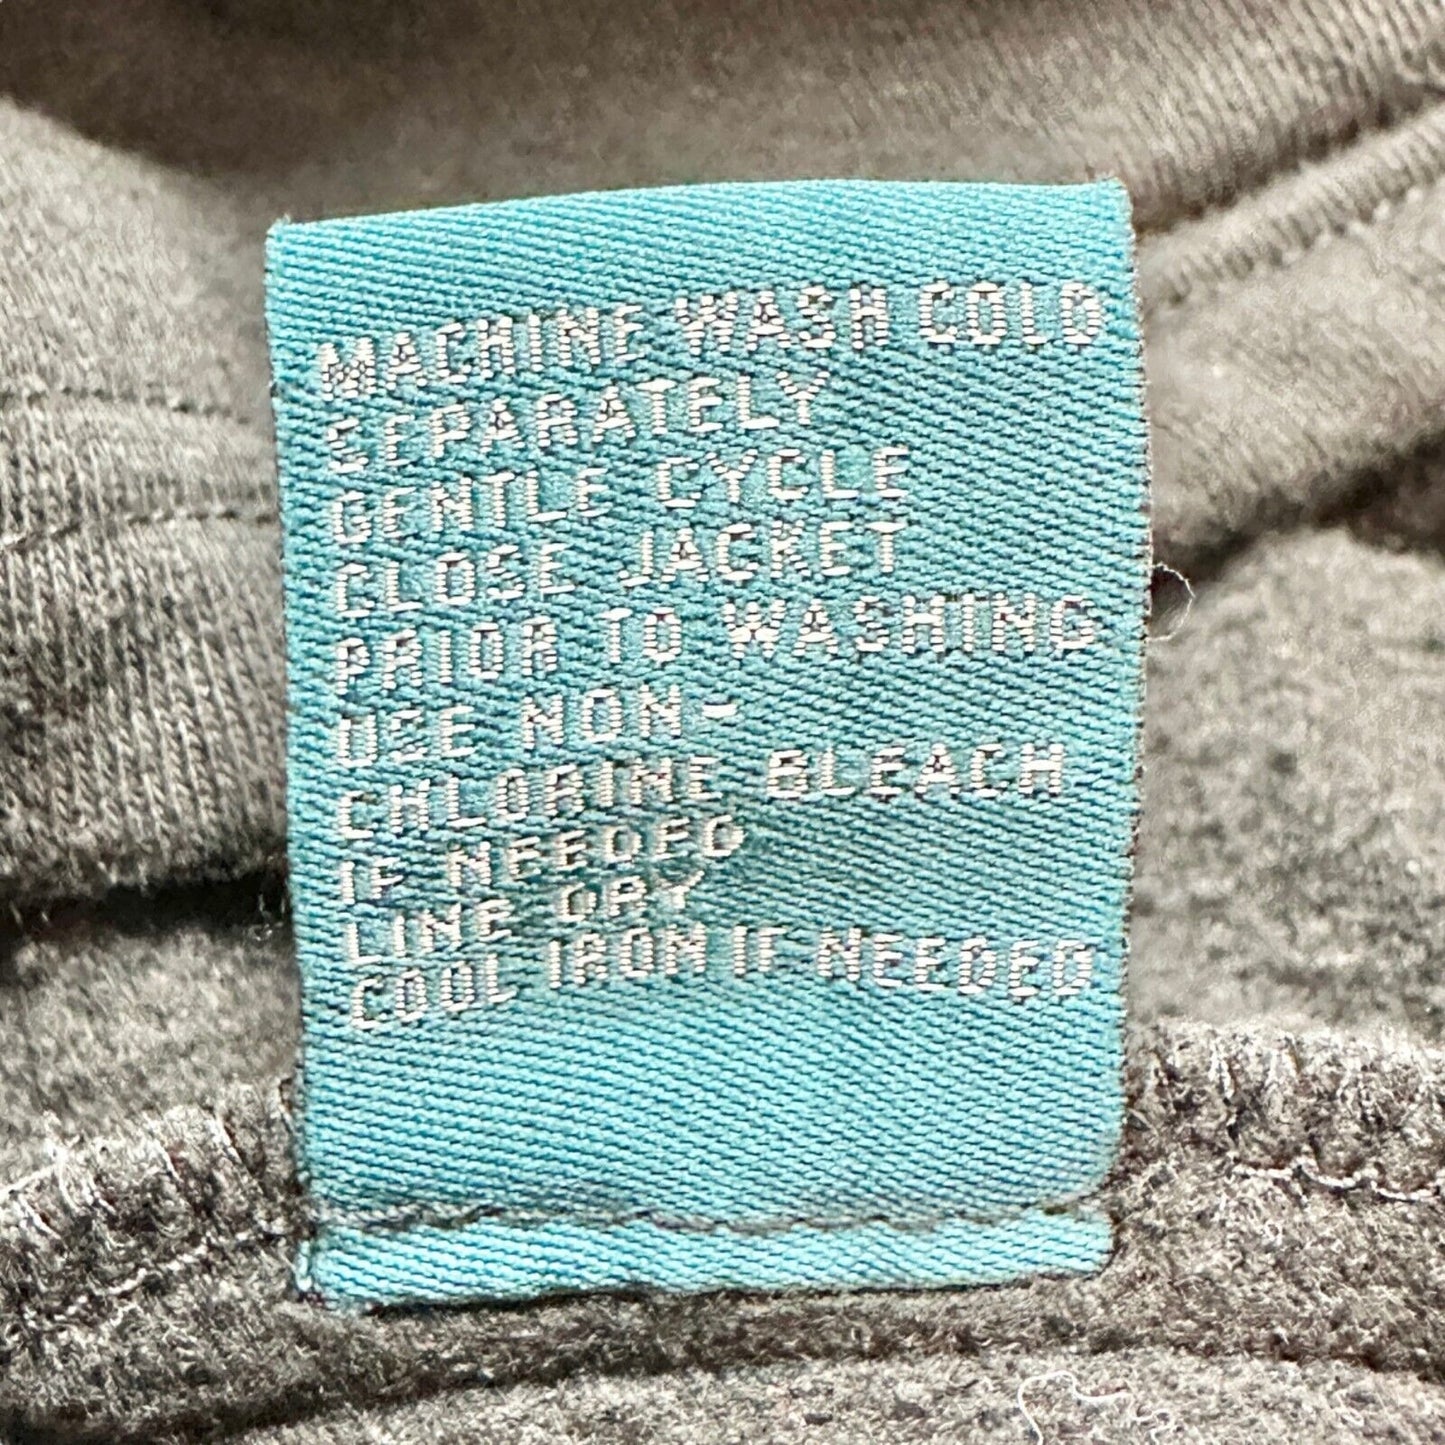 MACHINE WASH COLD
SEPARATELY
GENTLE CYCLE
CLOSE JACKET
PRIOR TO WASHING
USE NON-
CHLORINE BLEACH
IF NEEDED
LINE DRY
COOL IRON IF NEEDED